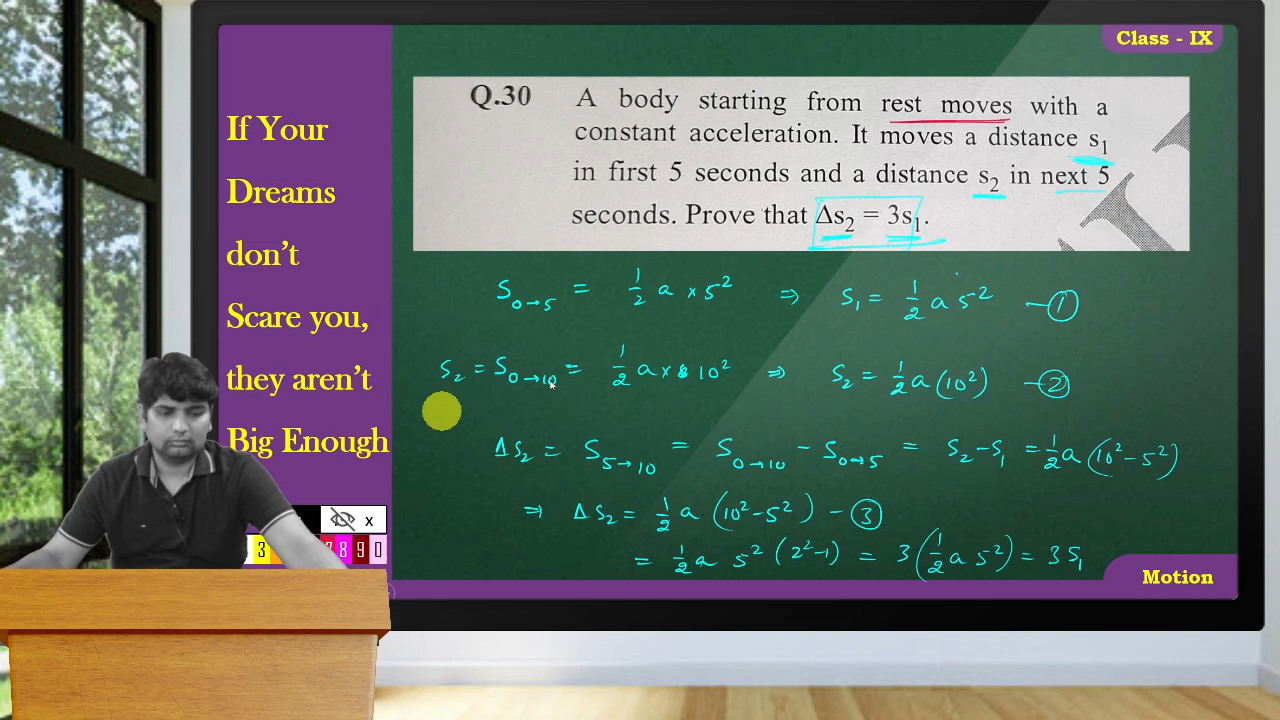 Class - IX
If Your
Dreams
don't
Scare you,
they aren't
Big Enough
Q.30 A body starting from rest moves with a
constant acceleration. It moves a distance s₁
in first 5 seconds and a distance s₂ in next 5
seconds. Prove that Δs₂ = 3s₁.
S₀→₅ = 1/2 a × 5² ⇒ S₁ = 1/2 a 5² — ①
S₂ = S₀→₁₀ = 1/2 a × 10² ⇒ S₂ = 1/2 a (10²) — ②
ΔS₂ = S₅→₁₀ = S₀→₁₀ − S₀→₅ = S₂ − S₁ = 1/2 a (10² − 5²)
⇒ ΔS₂ = 1/2 a (10² − 5²) — ③
= 1/2 a 5² (2² − 1) = 3 (1/2 a 5²) = 3S₁
x
3 8 9 0
Motion